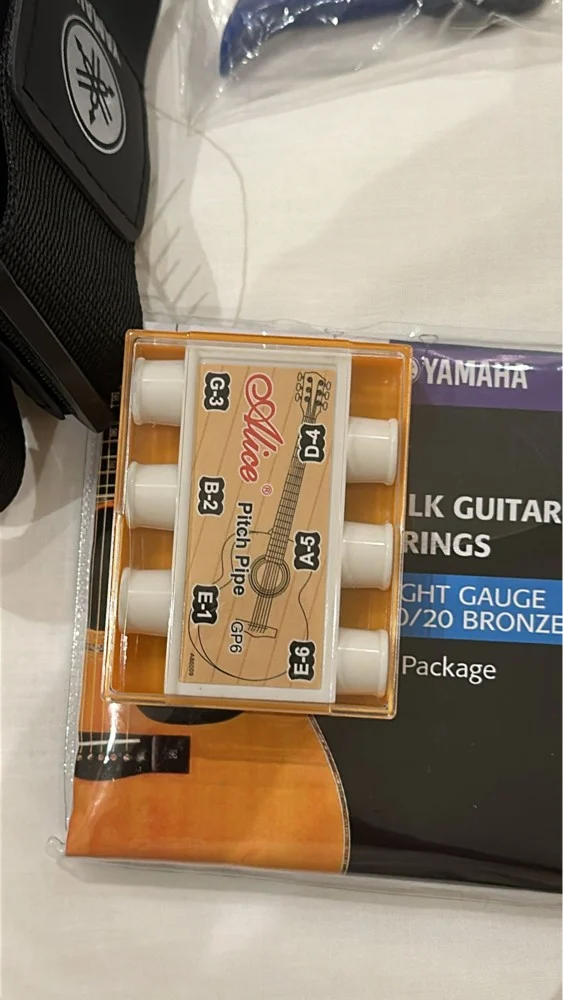 G-3
B-2
E-1
Alice®
Pitch Pipe GP6
D-4
A-5
E-6
YAMAHA
LK GUITAR
RINGS
GHT GAUGE
0/20 BRONZE
Package